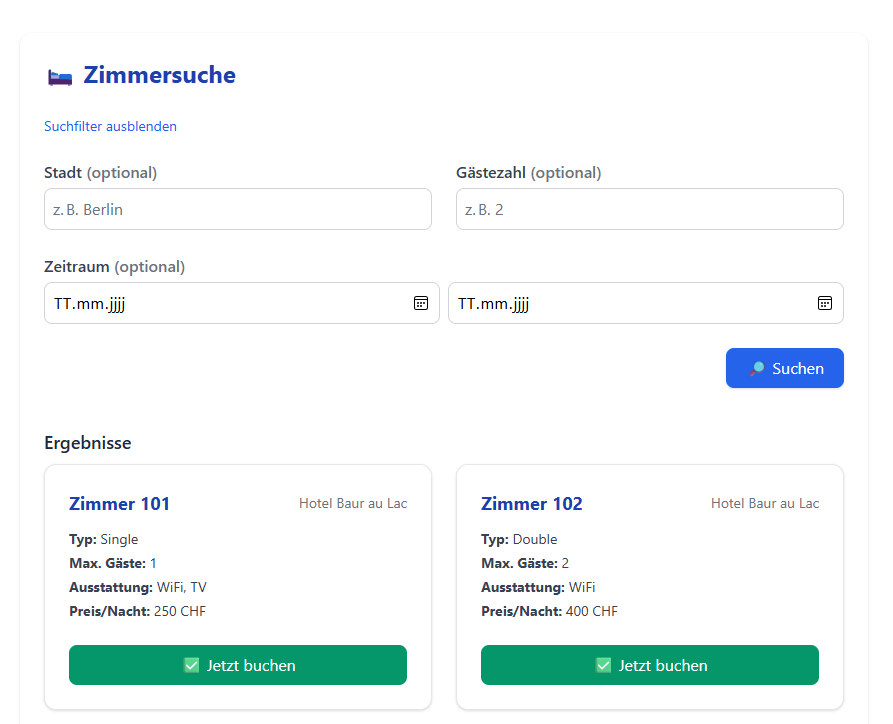 Zimmersuche
Suchfilter ausblenden
Stadt (optional) Gästezahl (optional)
z. B. Berlin z. B. 2
Zeitraum (optional)
TT.mm.jjjj TT.mm.jjjj
Suchen
Ergebnisse
Zimmer 101 Hotel Baur au Lac
Typ: Single
Max. Gäste: 1
Ausstattung: WiFi, TV
Preis/Nacht: 250 CHF
Jetzt buchen
Zimmer 102 Hotel Baur au Lac
Typ: Double
Max. Gäste: 2
Ausstattung: WiFi
Preis/Nacht: 400 CHF
Jetzt buchen